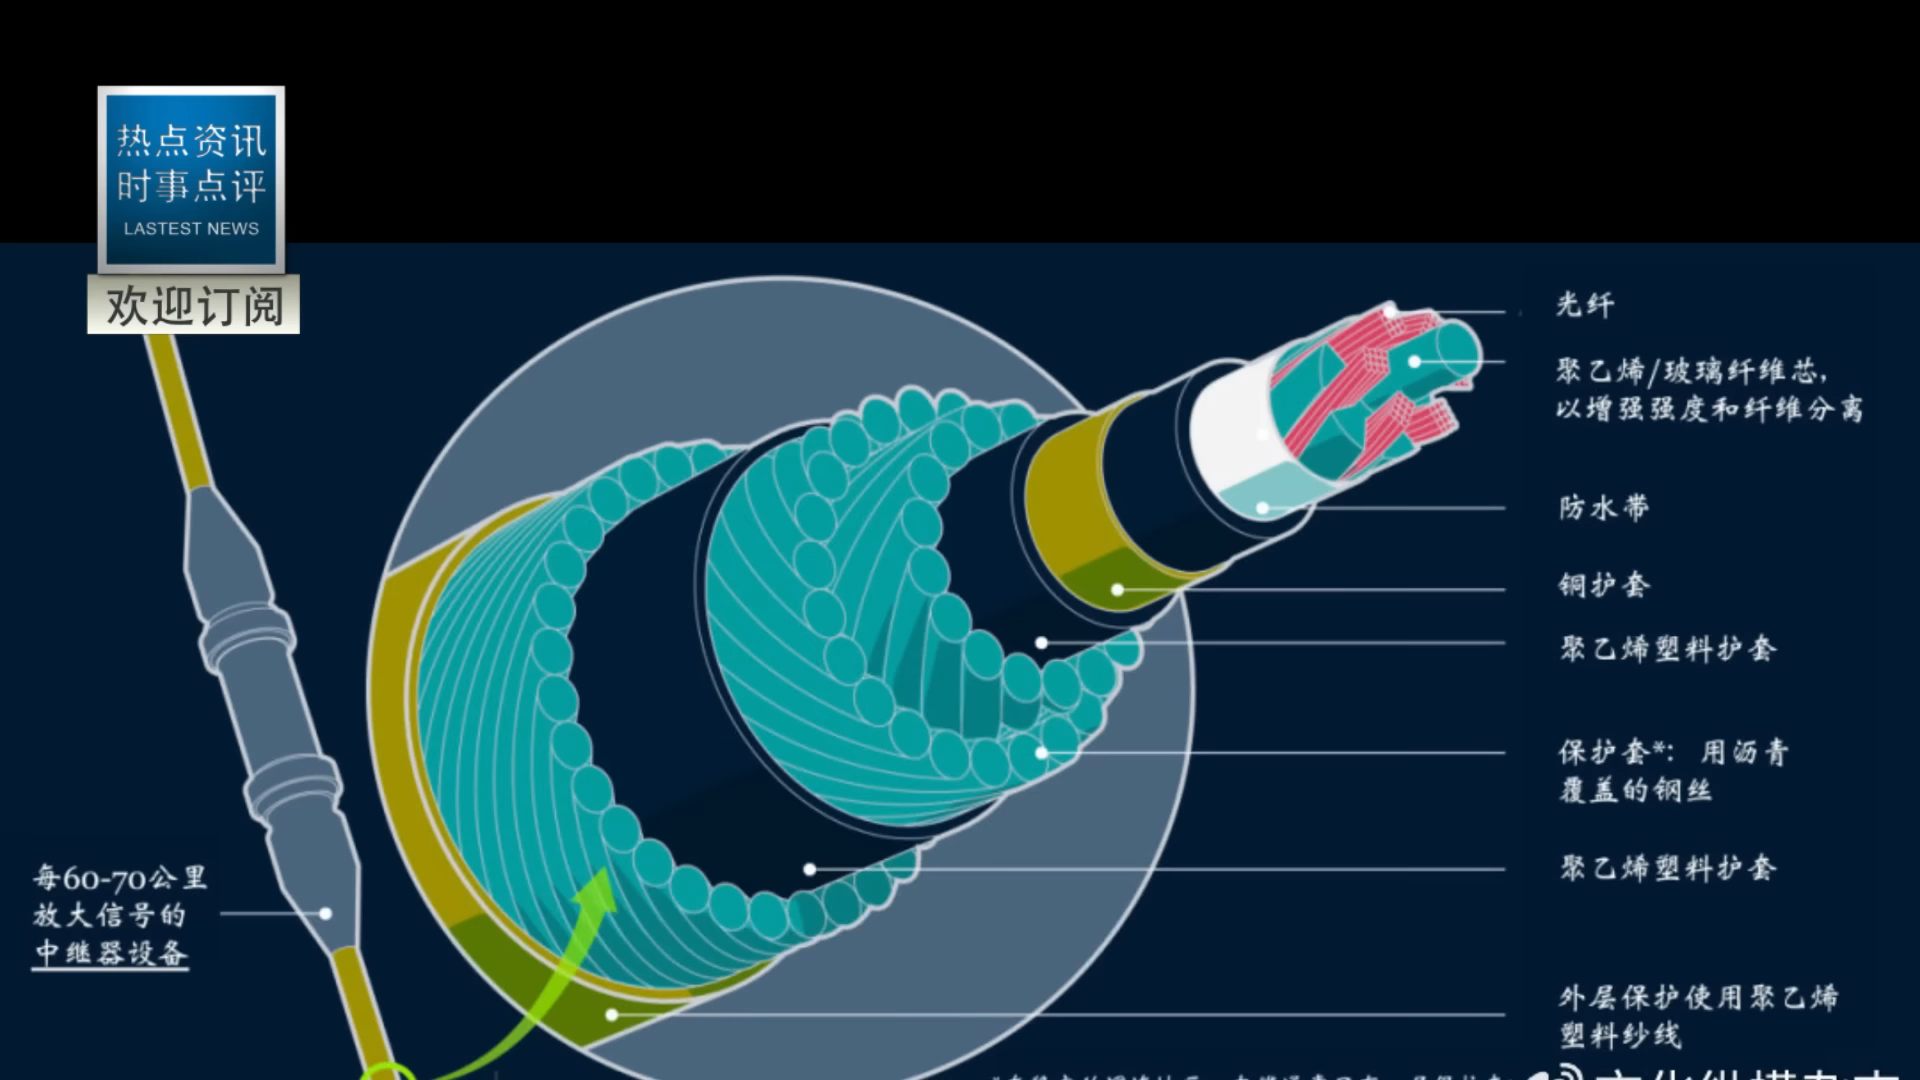 热点资讯
时事点评
LASTEST NEWS
欢迎订阅
光纤
聚乙烯/玻璃纤维芯,
以增强强度和纤维分离
防水带
铜护套
聚乙烯塑料护套
保护套*: 用沥青
覆盖的钢丝
聚乙烯塑料护套
外层保护使用聚乙烯
塑料纱线
每60-70公里
放大信号的
中继器设备